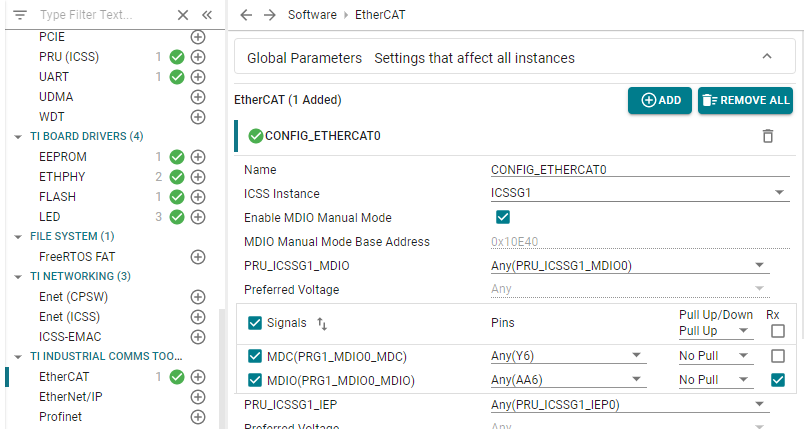 Type Filter Text...
PCIE
PRU (ICSS) 1
UART 1
UDMA
WDT
TI BOARD DRIVERS (4)
EEPROM 1
ETHPHY 2
FLASH 1
LED 3
FILE SYSTEM (1)
FreeRTOS FAT
TI NETWORKING (3)
Enet (CPSW)
Enet (ICSS)
ICSS-EMAC
TI INDUSTRIAL COMMS TOO...
EtherCAT 1
EtherNet/IP
Profinet
Software EtherCAT
Global Parameters Settings that affect all instances
EtherCAT (1 Added) ADD REMOVE ALL
CONFIG_ETHERCAT0
Name CONFIG_ETHERCAT0
ICSS Instance ICSSG1
Enable MDIO Manual Mode
MDIO Manual Mode Base Address 0x10E40
PRU_ICSSG1_MDIO Any(PRU_ICSSG1_MDIO0)
Preferred Voltage Any
Signals Pins Pull Up/Down Rx
Pull Up
MDC(PRG1_MDIO0_MDC) Any(Y6) No Pull
MDIO(PRG1_MDIO0_MDIO) Any(AA6) No Pull
PRU_ICSSG1_IEP Any(PRU_ICSSG1_IEP0)
Preferred Voltage Any